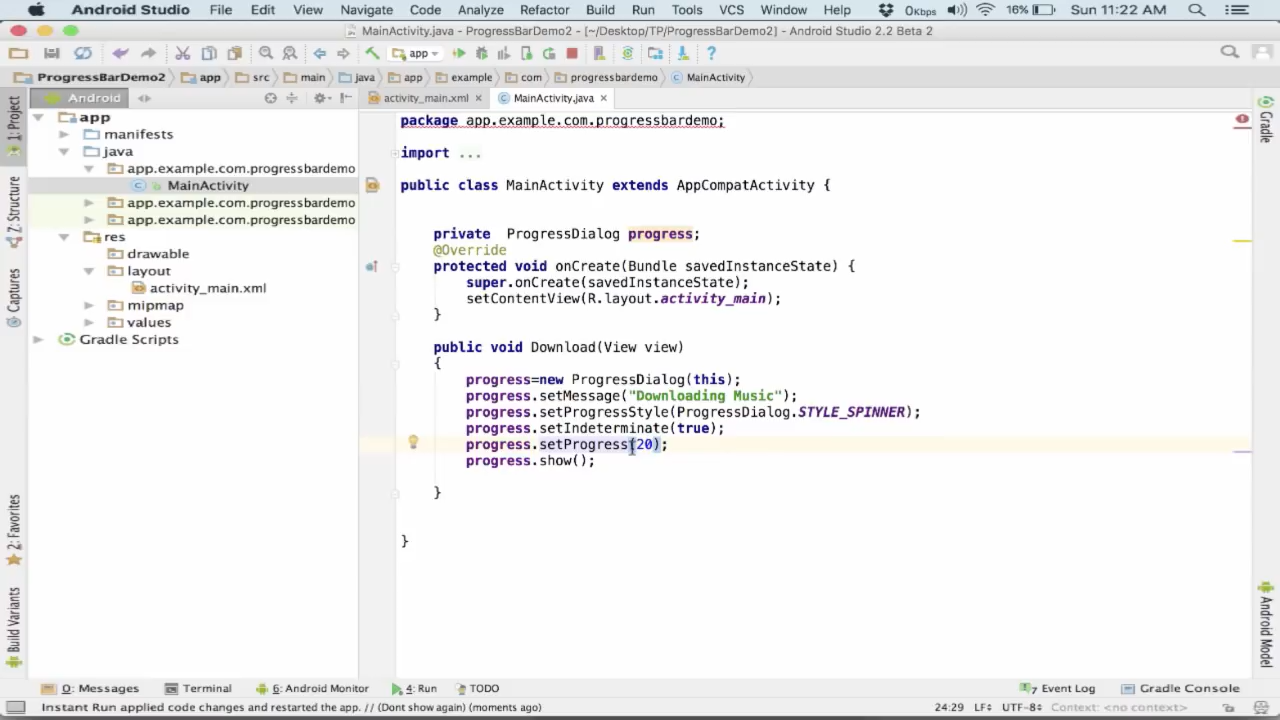 Android Studio File Edit View Navigate Code Analyze Refactor Build Run Tools VCS Window Help 0Kbps 16% Sun 11:22 AM
MainActivity.java - ProgressBarDemo2 - [~/Desktop/TP/ProgressBarDemo2] - Android Studio 2.2 Beta 2
app
ProgressBarDemo2 app src main java app example com progressbardemo MainActivity
Android
activity_main.xml MainActivity.java
1: Project
Z: Structure
Captures
2: Favorites
Build Variants
app
manifests
java
app.example.com.progressbardemo
MainActivity
app.example.com.progressbardemo
app.example.com.progressbardemo
res
drawable
layout
activity_main.xml
mipmap
values
Gradle Scripts
package app.example.com.progressbardemo;
import ...
public class MainActivity extends AppCompatActivity {
private ProgressDialog progress;
@Override
protected void onCreate(Bundle savedInstanceState) {
super.onCreate(savedInstanceState);
setContentView(R.layout.activity_main);
}
public void Download(View view)
{
progress=new ProgressDialog(this);
progress.setMessage("Downloading Music");
progress.setProgressStyle(ProgressDialog.STYLE_SPINNER);
progress.setIndeterminate(true);
progress.setProgress(20);
progress.show();
}
}
Gradle
Android Model
0: Messages Terminal 6: Android Monitor 4: Run TODO 7 Event Log Gradle Console
Instant Run applied code changes and restarted the app. // (Dont show again) (moments ago) 24:29 LF UTF-8 Context: <no context>